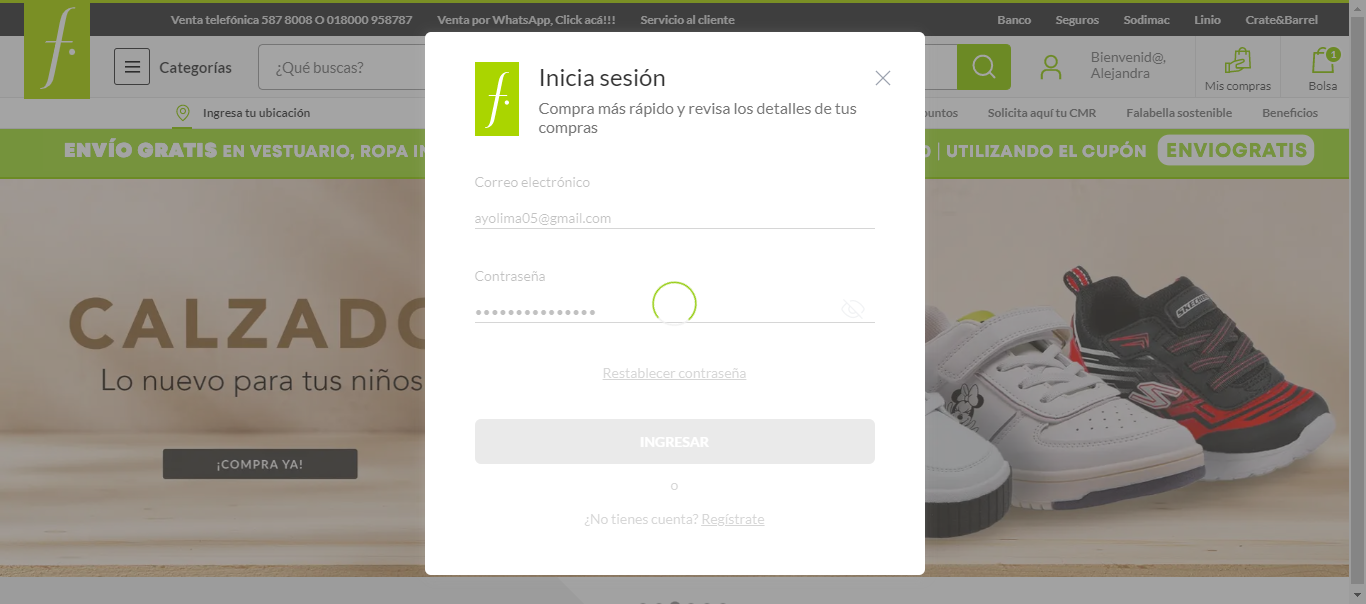 Venta telefónica 587 8008 O 018000 958787 Venta por WhatsApp, Click acá!!! Servicio al cliente Banco Seguros Sodimac Linio Crate&Barrel
f.
Categorías
¿Qué buscas?
Bienvenid@,
Alejandra
Mis compras
1
Bolsa
Ingresa tu ubicación
Solicita aquí tu CMR Falabella sostenible Beneficios
ENVÍO GRATIS EN VESTUARIO, ROPA
| UTILIZANDO EL CUPÓN ENVIOGRATIS
f.
Inicia sesión
Compra más rápido y revisa los detalles de tus
compras
Correo electrónico
ayolima05@gmail.com
Contraseña
•••••••••••••••
Restablecer contraseña
INGRESAR
o
¿No tienes cuenta? Regístrate
CALZADO
Lo nuevo para tus niños
¡COMPRA YA!
SKECHERS
S